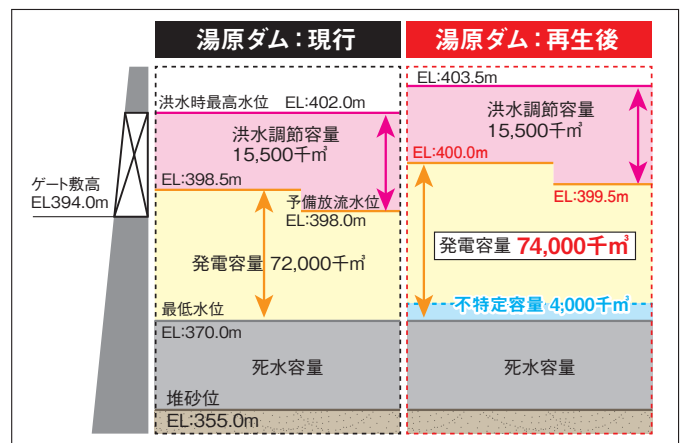 湯原ダム：現行
湯原ダム：再生後
洪水時最高水位 EL:402.0m
洪水調節容量
15,500千㎥
ゲート敷高
EL394.0m
EL:398.5m
予備放流水位
EL:398.0m
発電容量 72,000千㎥
最低水位
EL:370.0m
死水容量
堆砂位
EL:355.0m
EL:403.5m
洪水調節容量
15,500千㎥
EL:400.0m
EL:399.5m
発電容量 74,000千㎥
不特定容量 4,000千㎥
死水容量